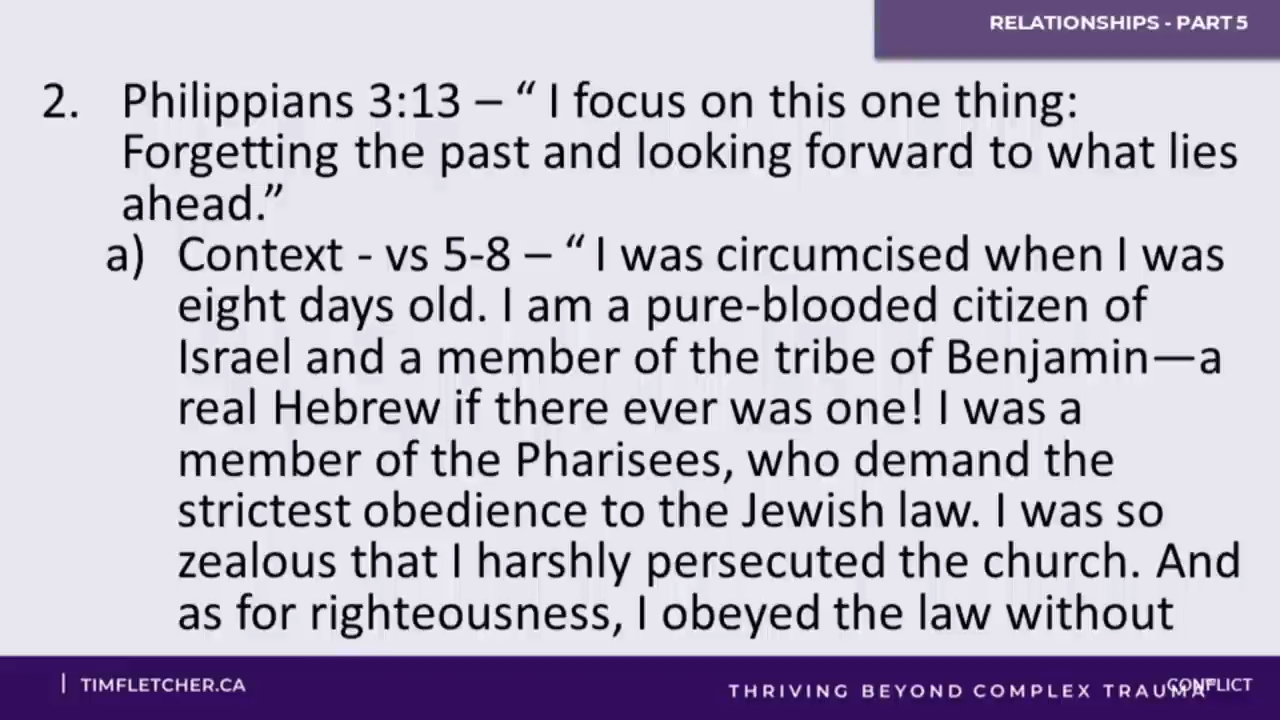 RELATIONSHIPS - PART 5
2. Philippians 3:13 – “ I focus on this one thing:
Forgetting the past and looking forward to what lies
ahead.”
a) Context - vs 5-8 – “ I was circumcised when I was
eight days old. I am a pure-blooded citizen of
Israel and a member of the tribe of Benjamin—a
real Hebrew if there ever was one! I was a
member of the Pharisees, who demand the
strictest obedience to the Jewish law. I was so
zealous that I harshly persecuted the church. And
as for righteousness, I obeyed the law without
| TIMFLETCHER.CA
THRIVING BEYOND COMPLEX TRAUMA
CONFLICT